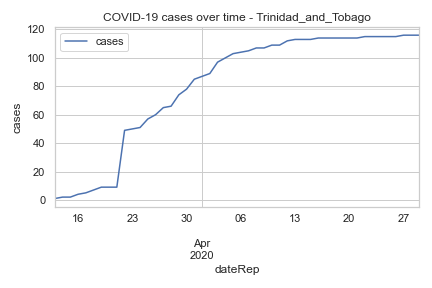 COVID-19 cases over time - Trinidad_and_Tobago
cases
120
100
80
60
40
20
0
cases
16 23 30 06 13 20 27
Apr
2020
dateRep